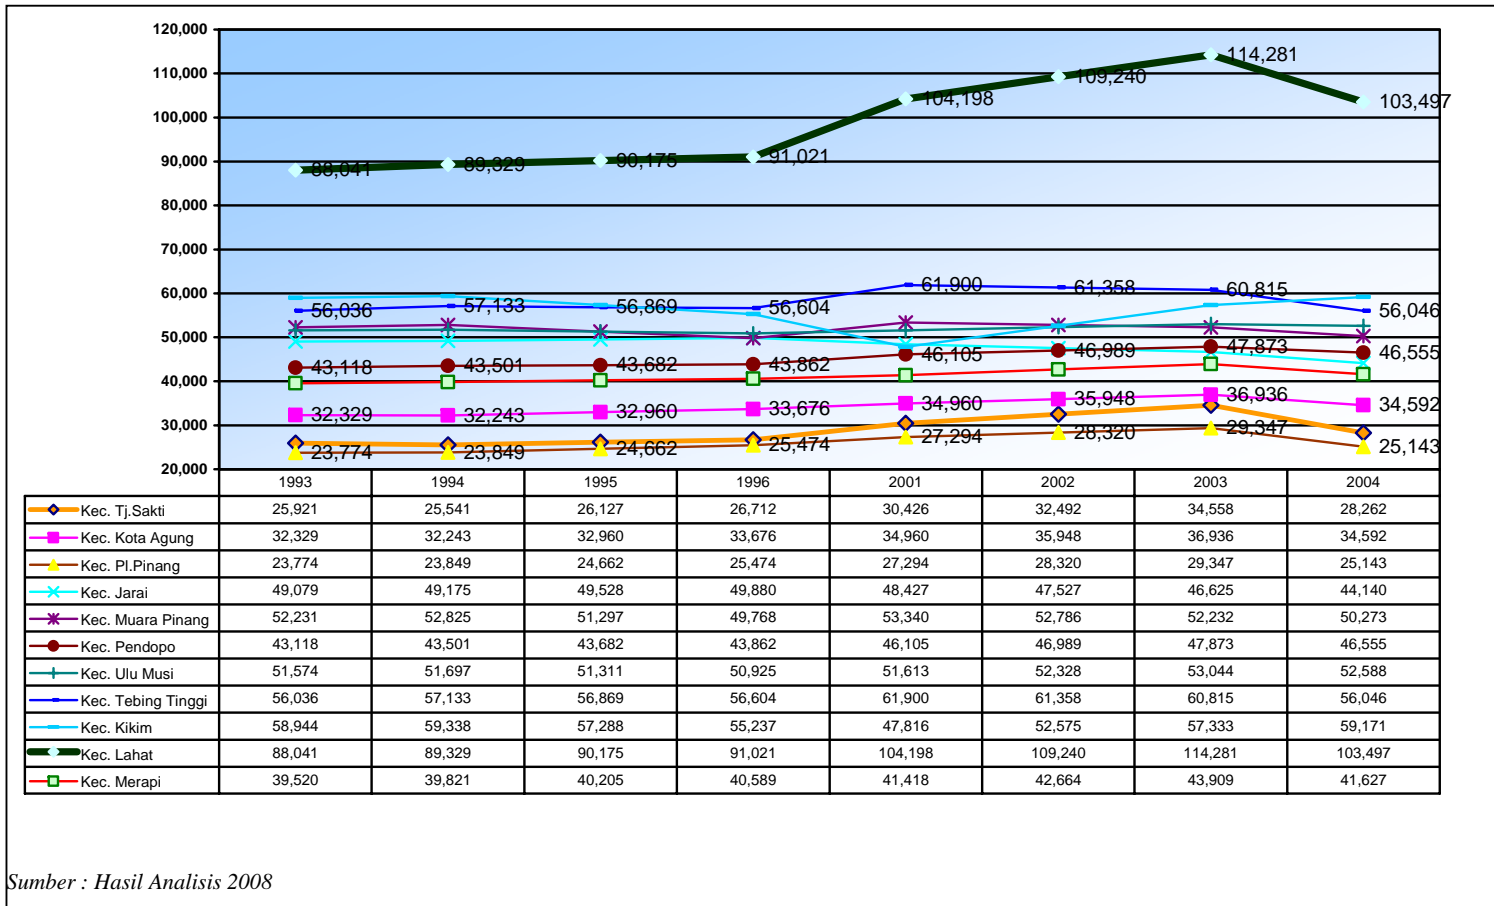 120,000
110,000
100,000
90,000
80,000
70,000
60,000
50,000
40,000
30,000
20,000
88,041 89,329 90,175 91,021 104,198 109,240 114,281 103,497
56,036 57,133 56,869 56,604 61,900 61,358 60,815 56,046
43,118 43,501 43,682 43,862 46,105 46,989 47,873 46,555
32,329 32,243 32,960 33,676 34,960 35,948 36,936 34,592
23,774 23,849 24,662 25,474 27,294 28,320 29,347 25,143
1993 1994 1995 1996 2001 2002 2003 2004
Kec. Tj.Sakti 25,921 25,541 26,127 26,712 30,426 32,492 34,558 28,262
Kec. Kota Agung 32,329 32,243 32,960 33,676 34,960 35,948 36,936 34,592
Kec. Pl.Pinang 23,774 23,849 24,662 25,474 27,294 28,320 29,347 25,143
Kec. Jarai 49,079 49,175 49,528 49,880 48,427 47,527 46,625 44,140
Kec. Muara Pinang 52,231 52,825 51,297 49,768 53,340 52,786 52,232 50,273
Kec. Pendopo 43,118 43,501 43,682 43,862 46,105 46,989 47,873 46,555
Kec. Ulu Musi 51,574 51,697 51,311 50,925 51,613 52,328 53,044 52,588
Kec. Tebing Tinggi 56,036 57,133 56,869 56,604 61,900 61,358 60,815 56,046
Kec. Kikim 58,944 59,338 57,288 55,237 47,816 52,575 57,333 59,171
Kec. Lahat 88,041 89,329 90,175 91,021 104,198 109,240 114,281 103,497
Kec. Merapi 39,520 39,821 40,205 40,589 41,418 42,664 43,909 41,627
Sumber : Hasil Analisis 2008